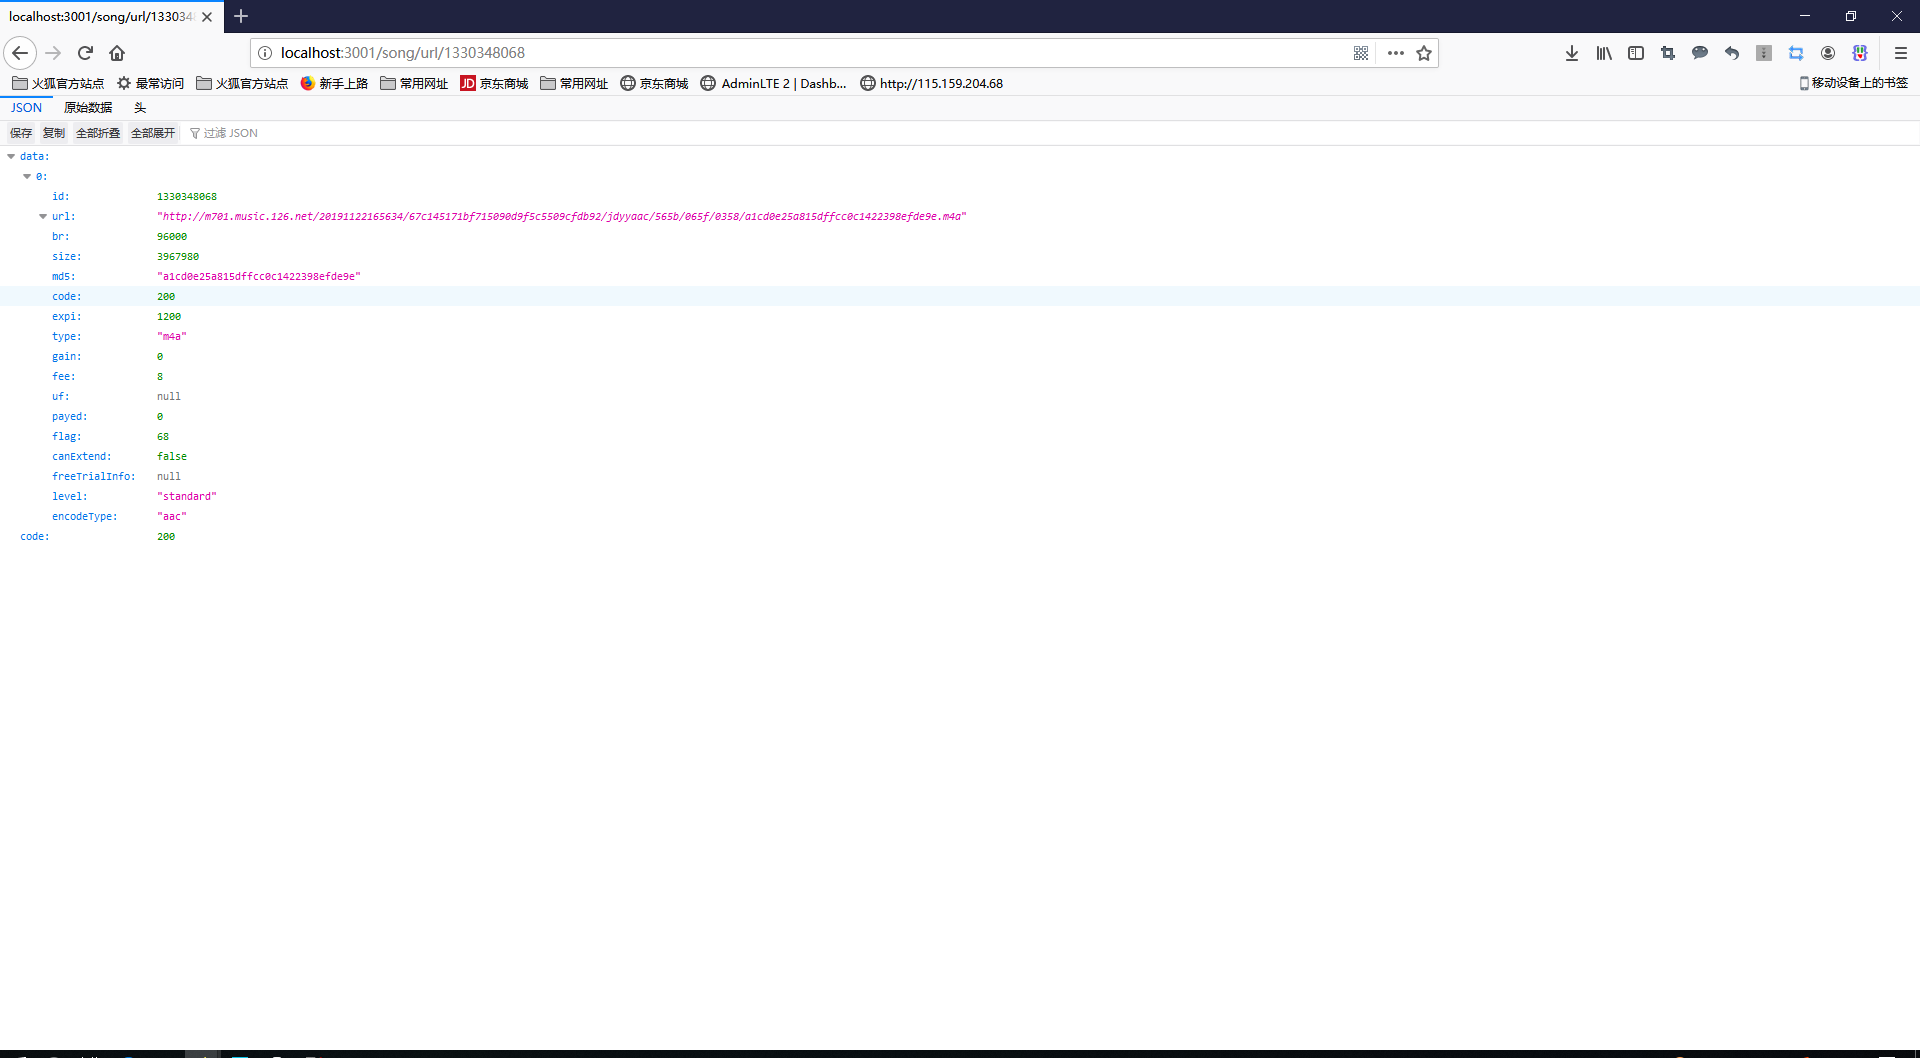 localhost:3001/song/url/133034
localhost:3001/song/url/1330348068
火狐官方站点 最常访问 火狐官方站点 新手上路 常用网址 JD 京东商城 常用网址 京东商城 AdminLTE 2 | Dashb... http://115.159.204.68 移动设备上的书签
JSON 原始数据 头
保存 复制 全部折叠 全部展开 过滤 JSON
data:
0:
id: 1330348068
url: "http://m701.music.126.net/20191122165634/67c145171bf715090d9f5c5509cfdb92/jdyyaac/565b/065f/0358/a1cd0e25a815dffcc0c1422398efde9e.m4a"
br: 96000
size: 3967980
md5: "a1cd0e25a815dffcc0c1422398efde9e"
code: 200
expi: 1200
type: "m4a"
gain: 0
fee: 8
uf: null
payed: 0
flag: 68
canExtend: false
freeTrialInfo: null
level: "standard"
encodeType: "aac"
code: 200